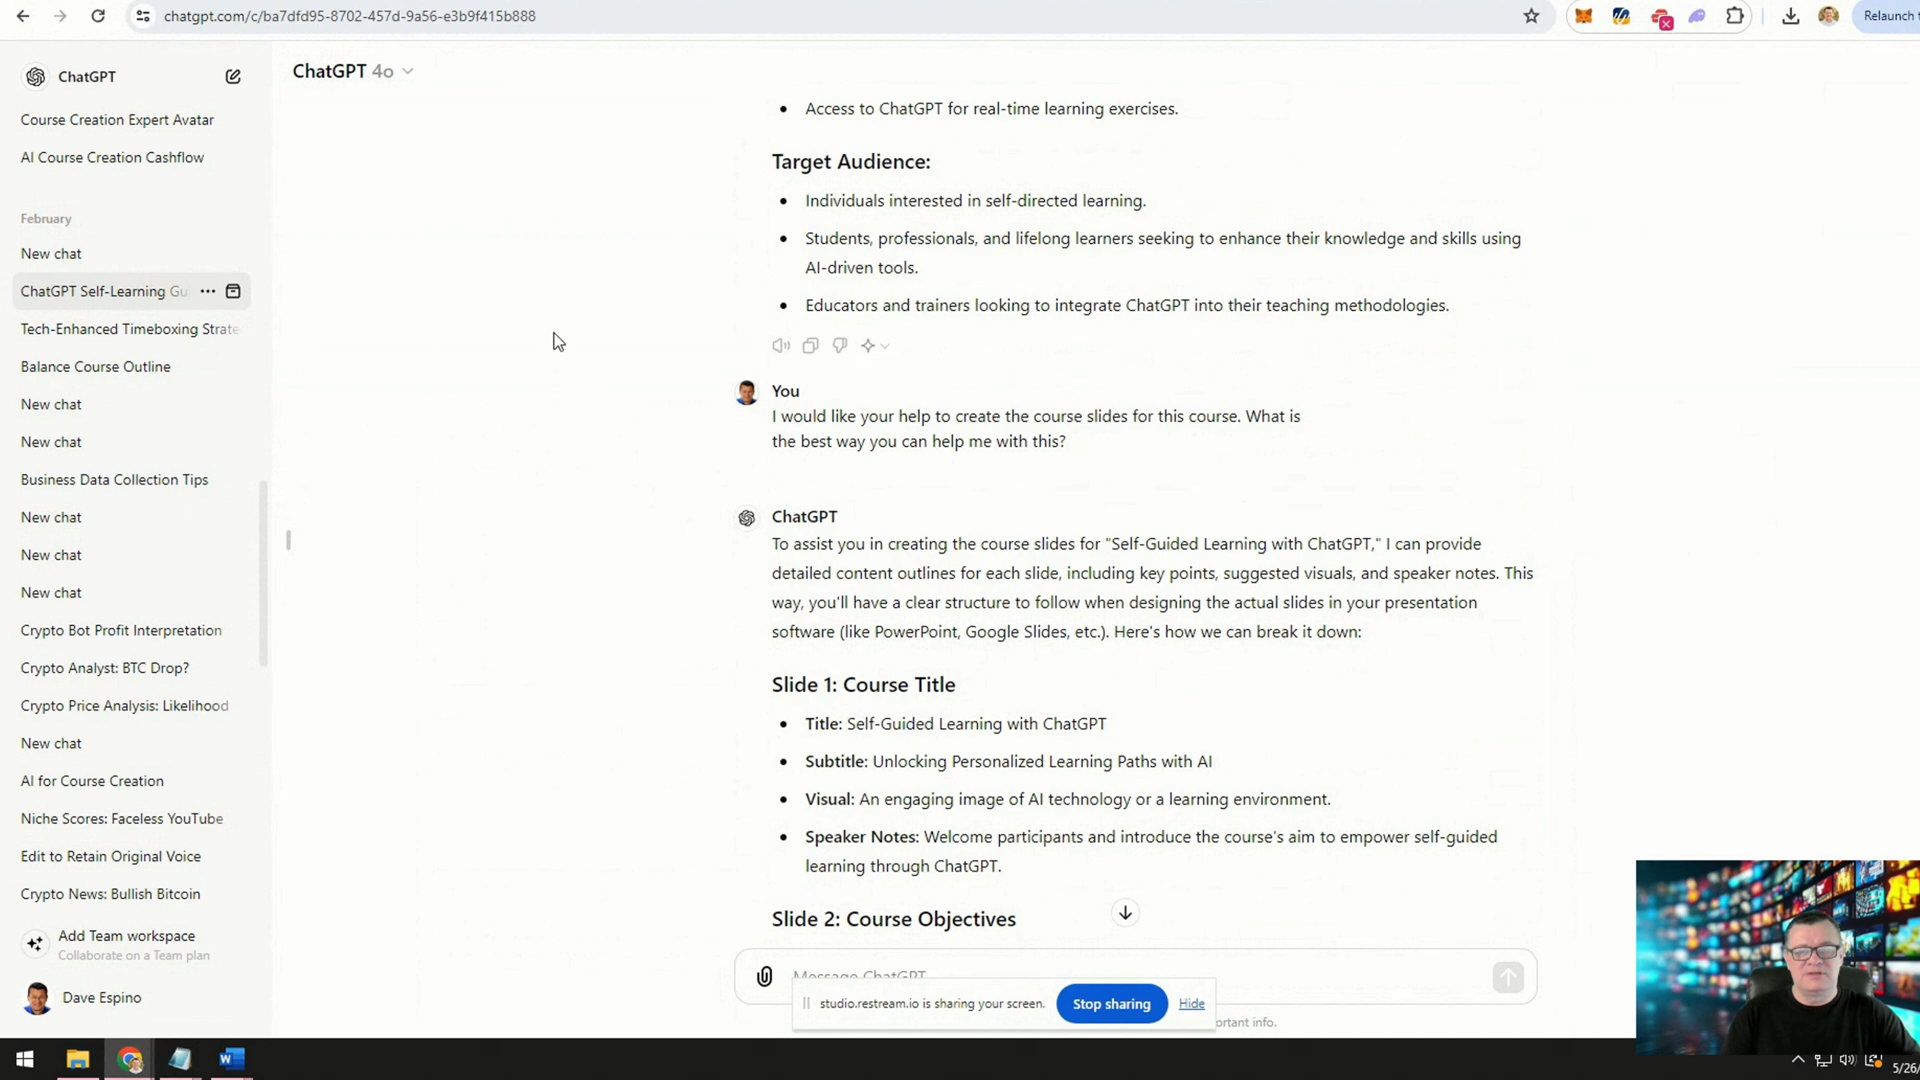 chatgpt.com/c/ba7dfd95-8702-457d-9a56-e3b9f415b888
Relaunch
ChatGPT
Course Creation Expert Avatar
AI Course Creation Cashflow
February
New chat
ChatGPT Self-Learning Gu
Tech-Enhanced Timeboxing Strate
Balance Course Outline
New chat
New chat
Business Data Collection Tips
New chat
New chat
New chat
Crypto Bot Profit Interpretation
Crypto Analyst: BTC Drop?
Crypto Price Analysis: Likelihood
New chat
AI for Course Creation
Niche Scores: Faceless YouTube
Edit to Retain Original Voice
Crypto News: Bullish Bitcoin
Add Team workspace
Collaborate on a Team plan
Dave Espino
ChatGPT 4o
• Access to ChatGPT for real-time learning exercises.
Target Audience:
• Individuals interested in self-directed learning.
• Students, professionals, and lifelong learners seeking to enhance their knowledge and skills using
AI-driven tools.
• Educators and trainers looking to integrate ChatGPT into their teaching methodologies.
You
I would like your help to create the course slides for this course. What is
the best way you can help me with this?
ChatGPT
To assist you in creating the course slides for "Self-Guided Learning with ChatGPT," I can provide
detailed content outlines for each slide, including key points, suggested visuals, and speaker notes. This
way, you'll have a clear structure to follow when designing the actual slides in your presentation
software (like PowerPoint, Google Slides, etc.). Here's how we can break it down:
Slide 1: Course Title
• Title: Self-Guided Learning with ChatGPT
• Subtitle: Unlocking Personalized Learning Paths with AI
• Visual: An engaging image of AI technology or a learning environment.
• Speaker Notes: Welcome participants and introduce the course's aim to empower self-guided
learning through ChatGPT.
Slide 2: Course Objectives
Message ChatGPT
studio.restream.io is sharing your screen. Stop sharing Hide
ortant info.
5/26/